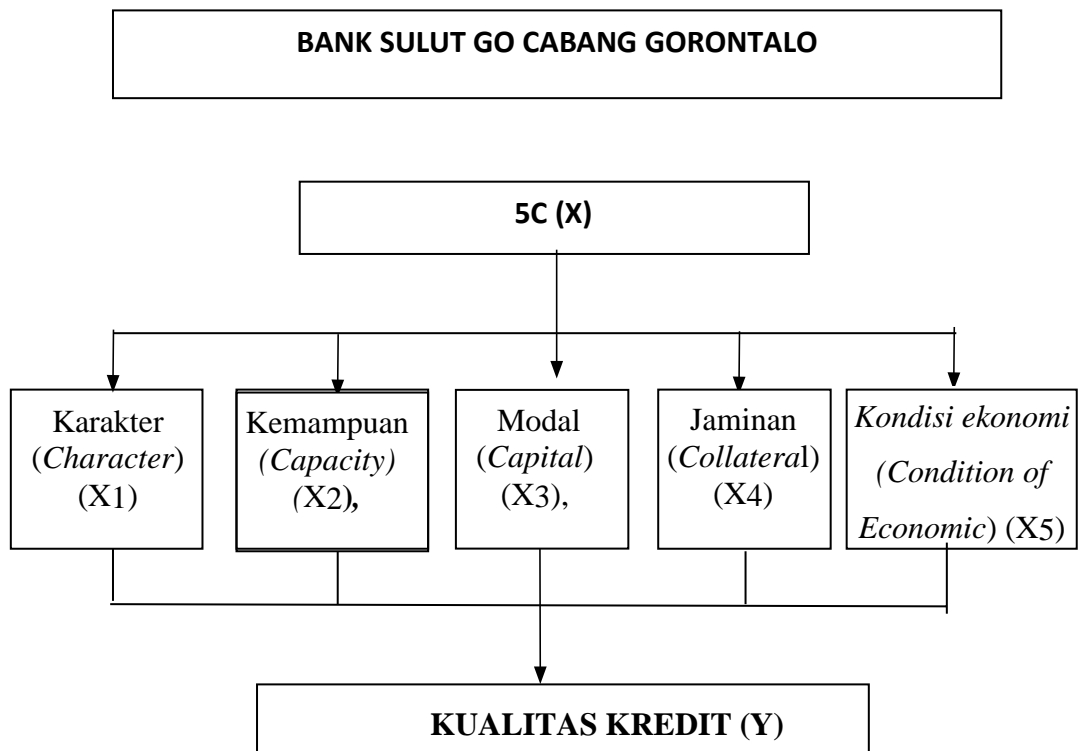 BANK SULUT GO CABANG GORONTALO
5C (X)
Karakter
(Character)
(X1)
Kemampuan
(Capacity)
(X2),
Modal
(Capital)
(X3),
Jaminan
(Collateral)
(X4)
Kondisi ekonomi
(Condition of
Economic) (X5)
KUALITAS KREDIT (Y)